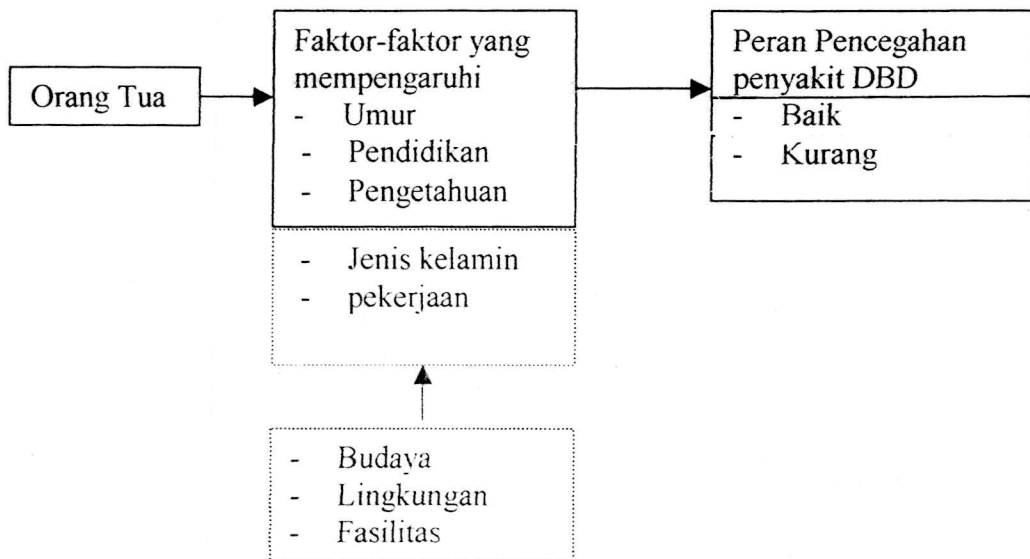 Orang Tua
Faktor-faktor yang
mempengaruhi
- Umur
- Pendidikan
- Pengetahuan
- Jenis kelamin
- pekerjaan
- Budaya
- Lingkungan
- Fasilitas
Peran Pencegahan
penyakit DBD
- Baik
- Kurang